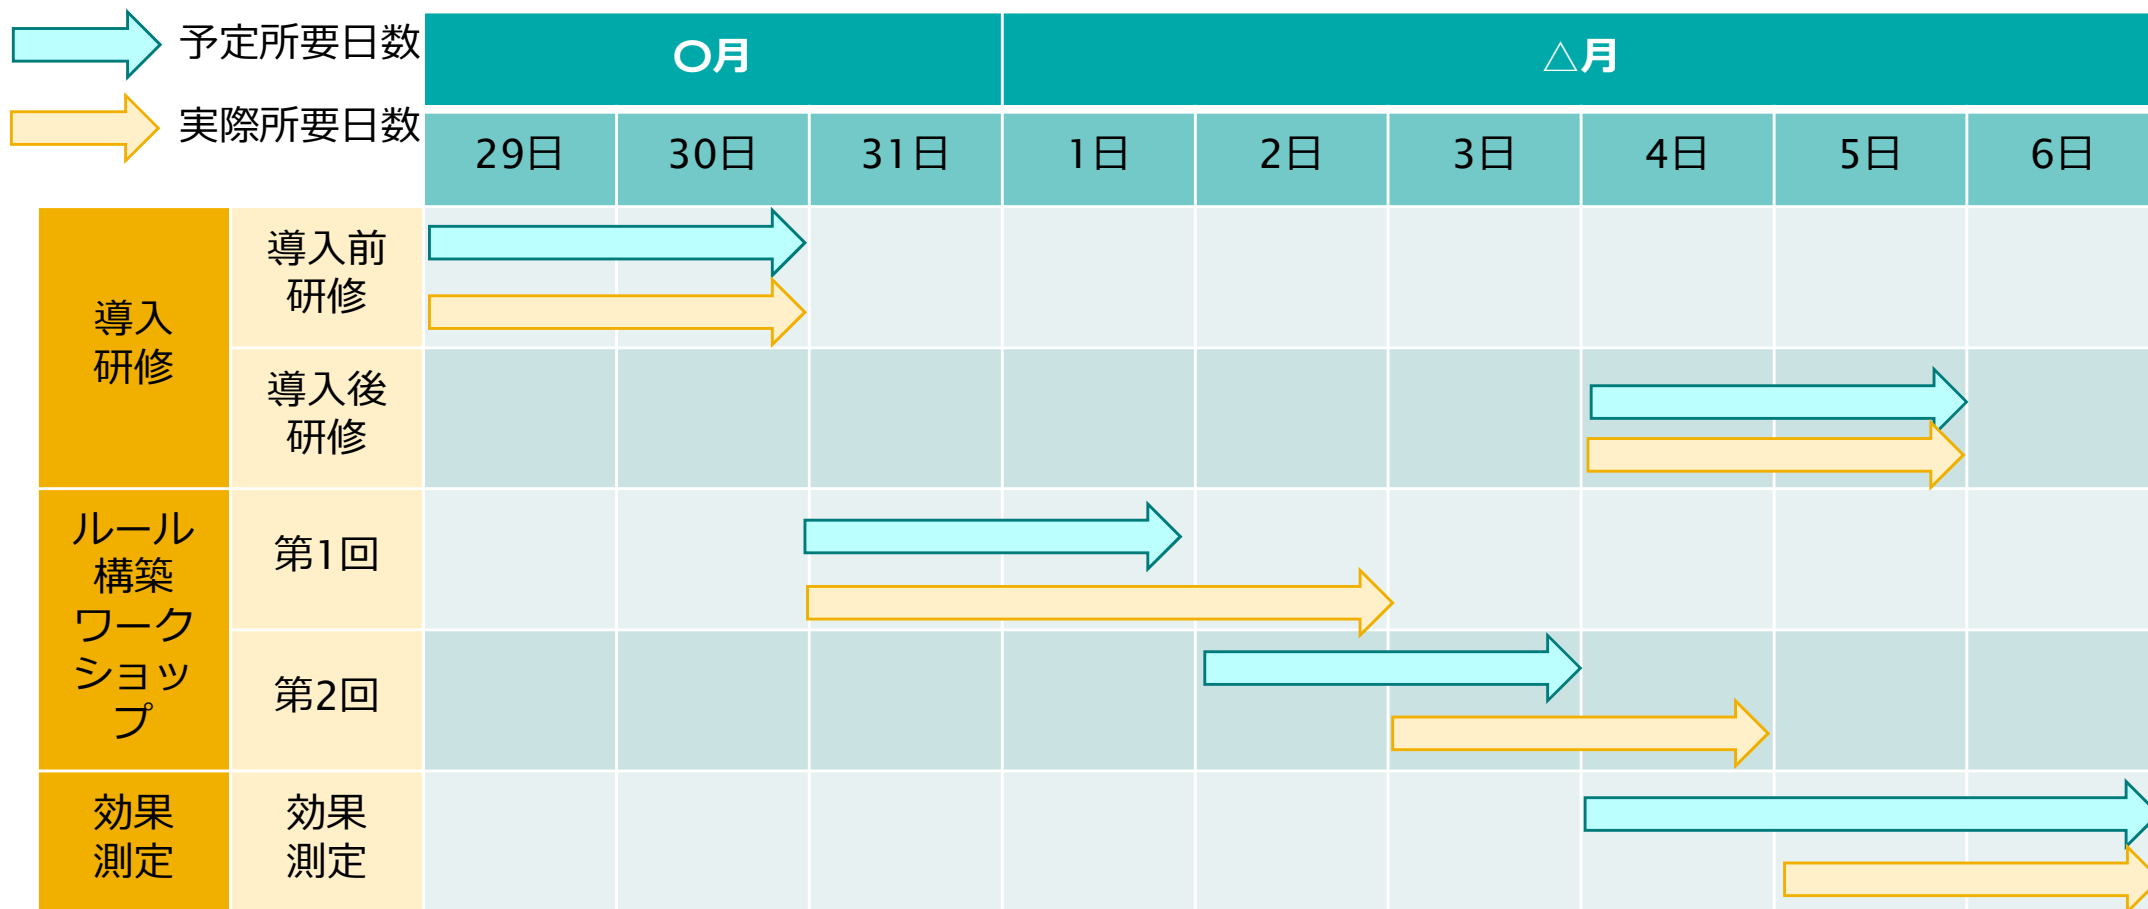 予定所要日数
実際所要日数
〇月
△月
29日
30日
31日
1日
2日
3日
4日
5日
6日
導入
研修
導入前
研修
導入後
研修
ルール
構築
ワーク
ショッ
プ
第1回
第2回
効果
測定
効果
測定